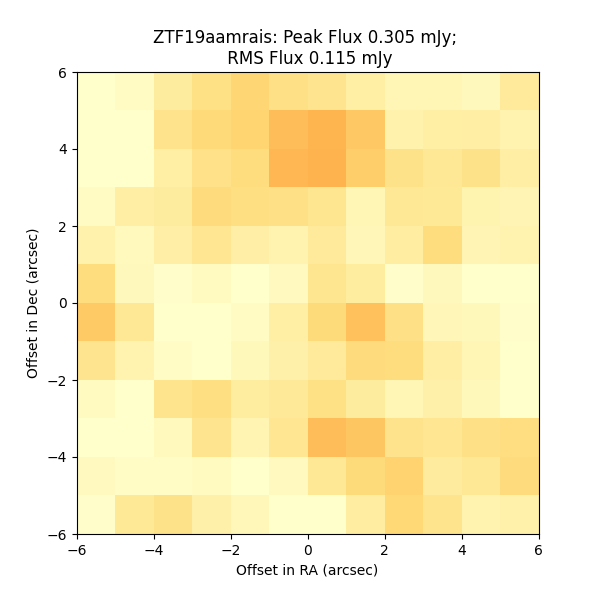 ZTF19aamrais: Peak Flux 0.305 mJy;
RMS Flux 0.115 mJy
6
4
2
0
−2
−4
−6
Offset in Dec (arcsec)
−6 −4 −2 0 2 4 6
Offset in RA (arcsec)